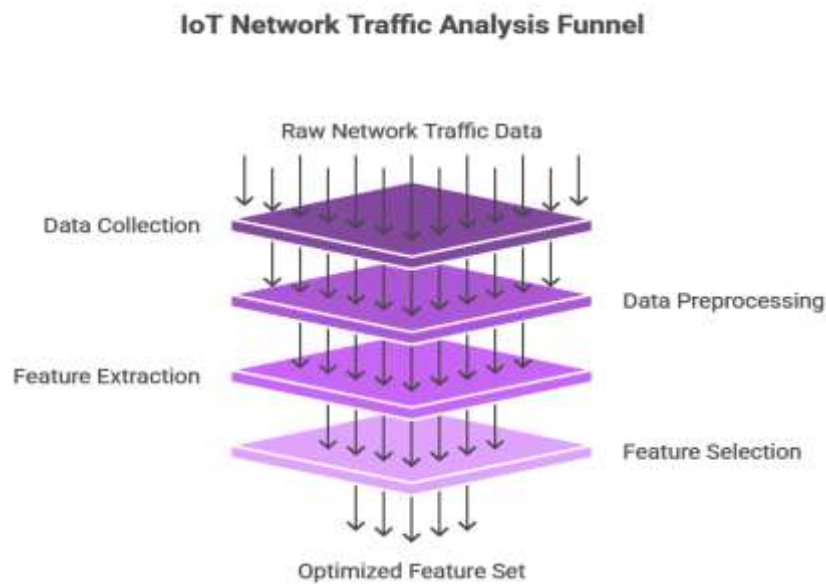 IoT Network Traffic Analysis Funnel
Raw Network Traffic Data
Data Collection
Data Preprocessing
Feature Extraction
Feature Selection
Optimized Feature Set